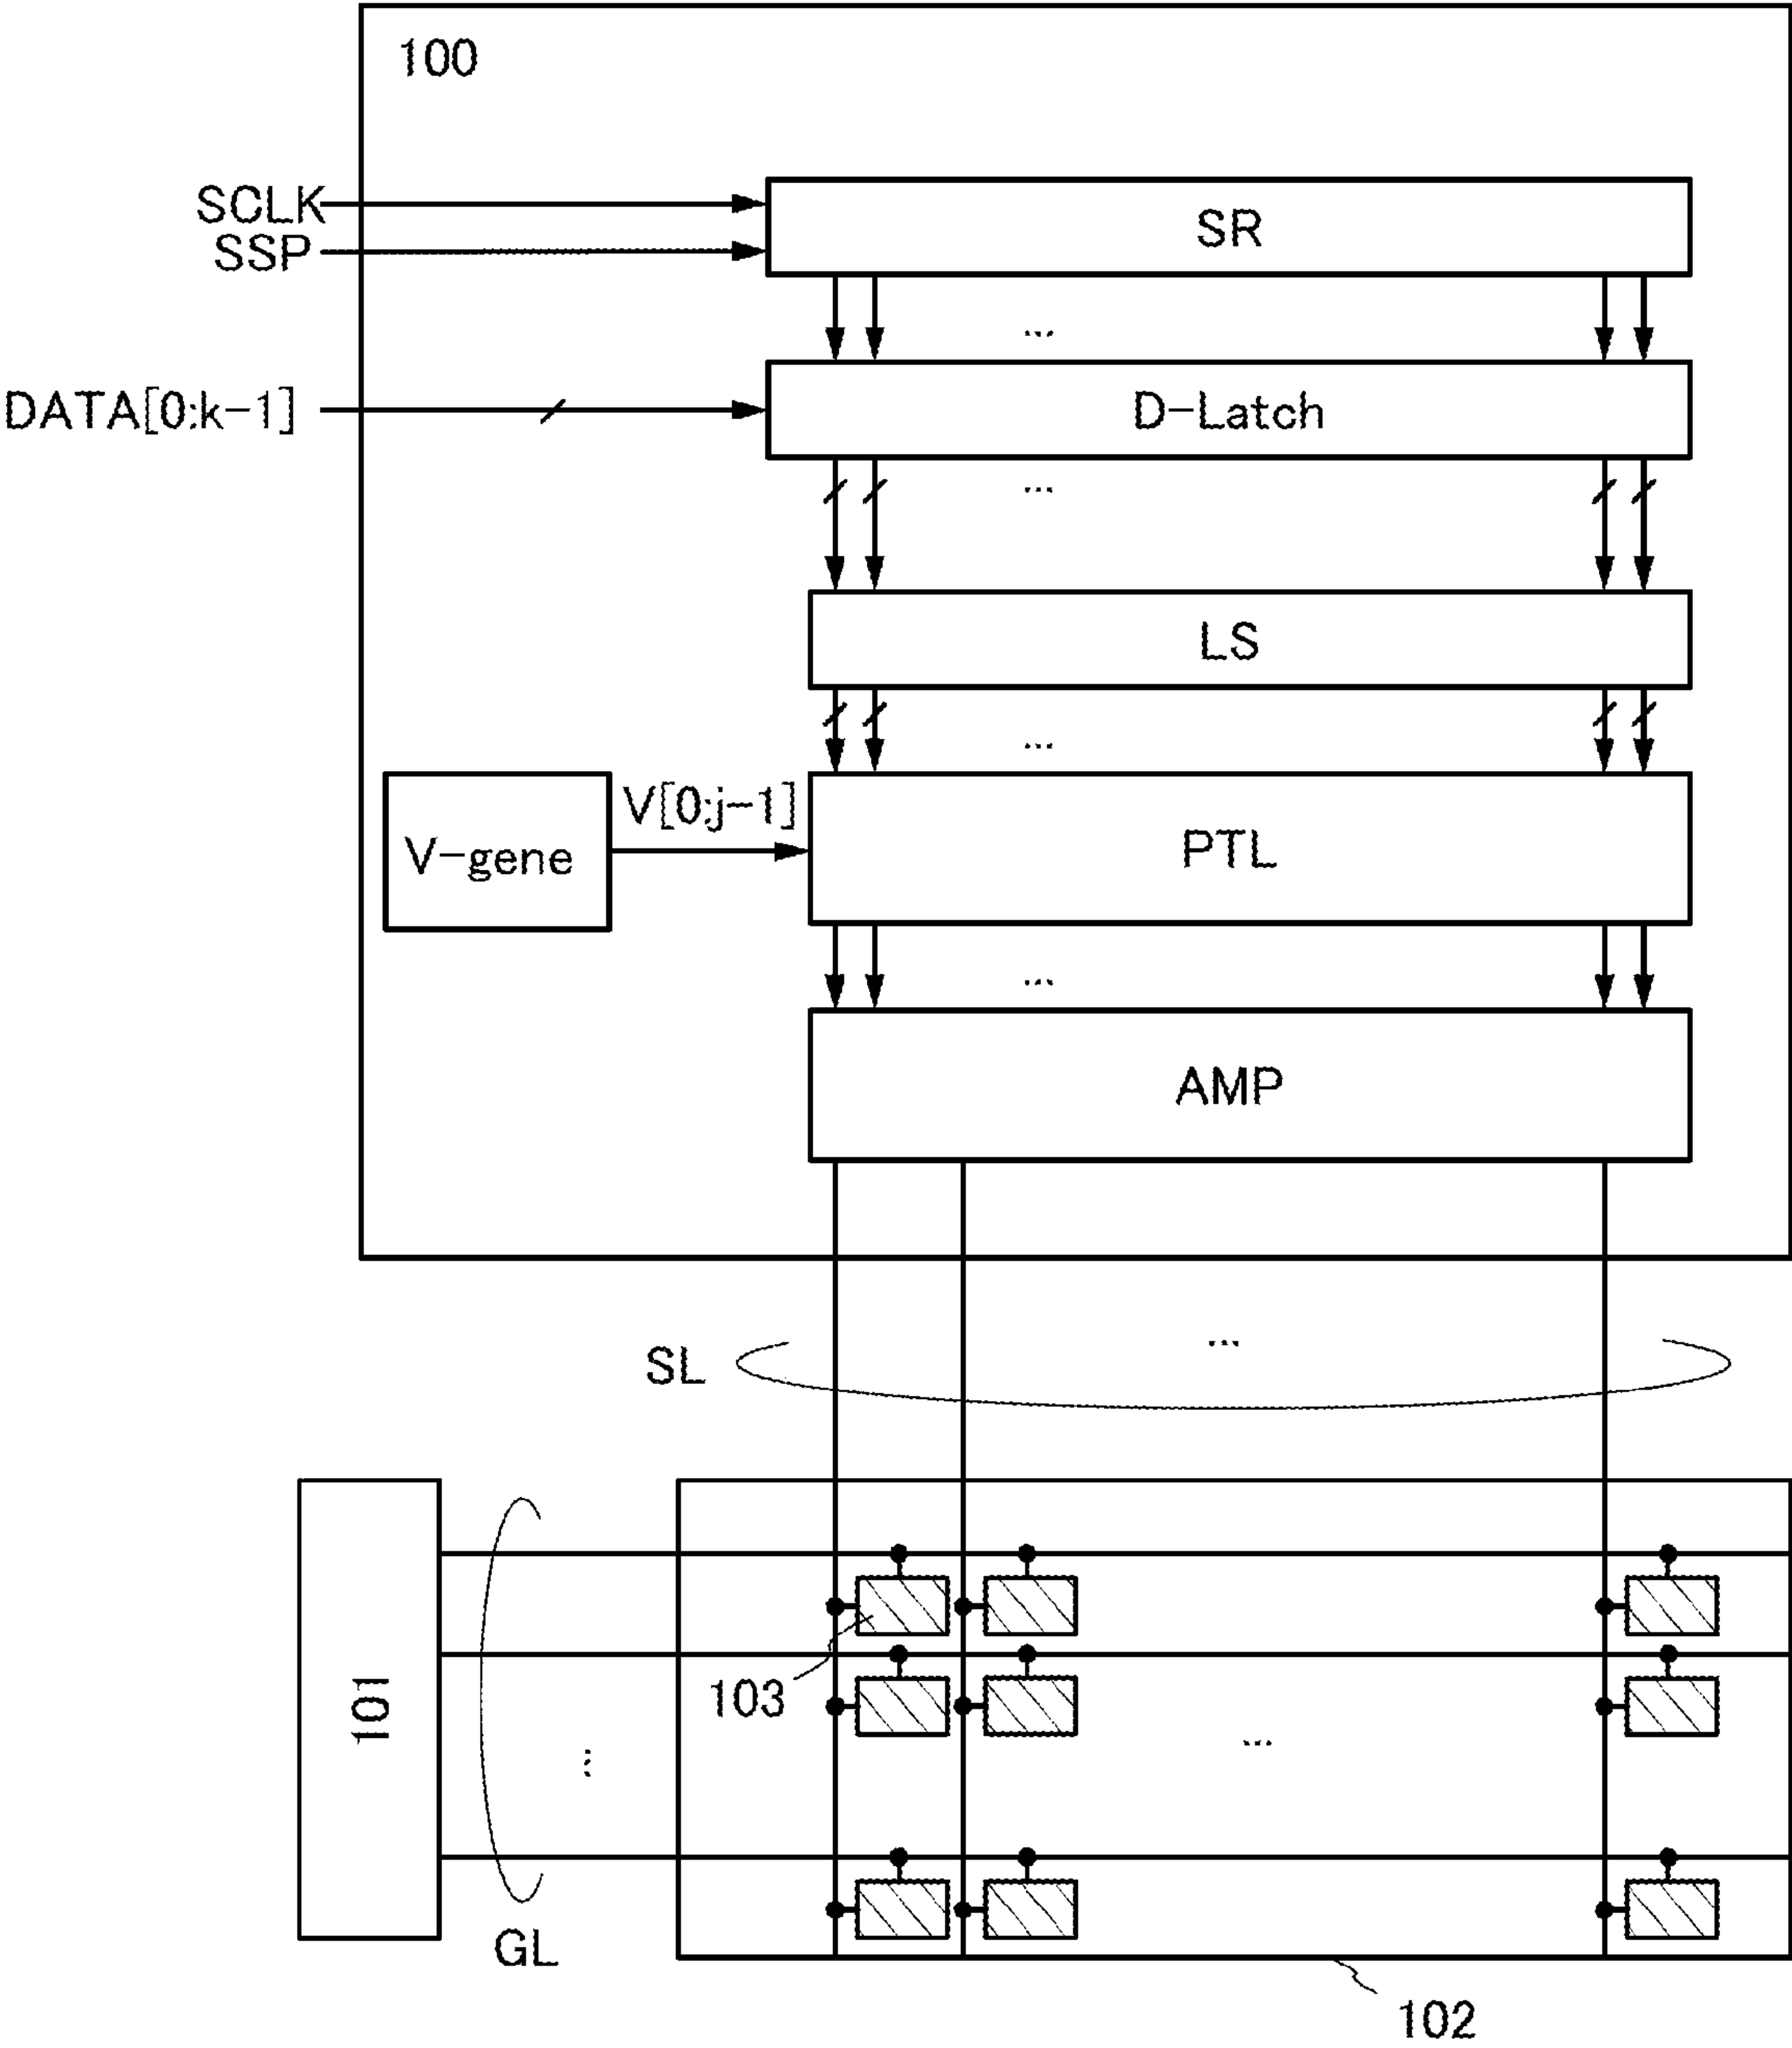 100
SCLK
SR
SSP
DATA[0:k-1]
D-Latch
LS
V[0:j-1]
V-gene
PTL
AMP
SL
101
103
GL
102